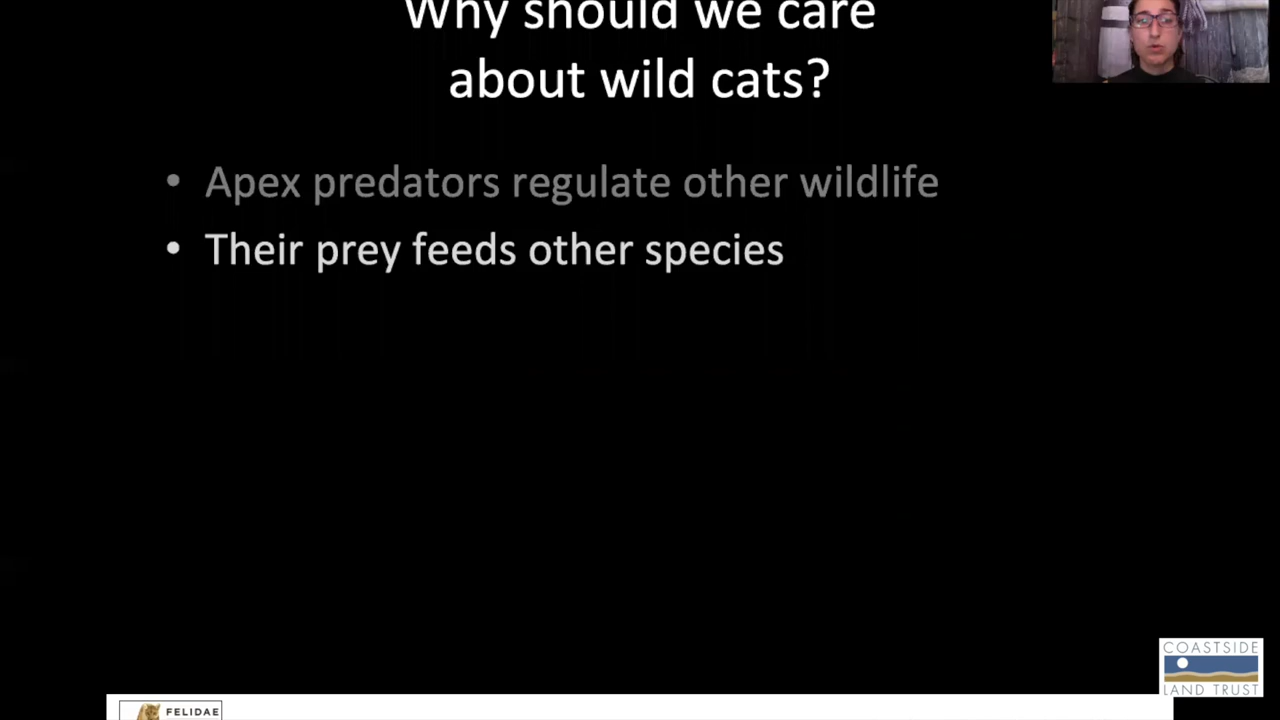 Why should we care
about wild cats?
• Apex predators regulate other wildlife
• Their prey feeds other species
COASTSIDE
LAND TRUST
FELIDAE